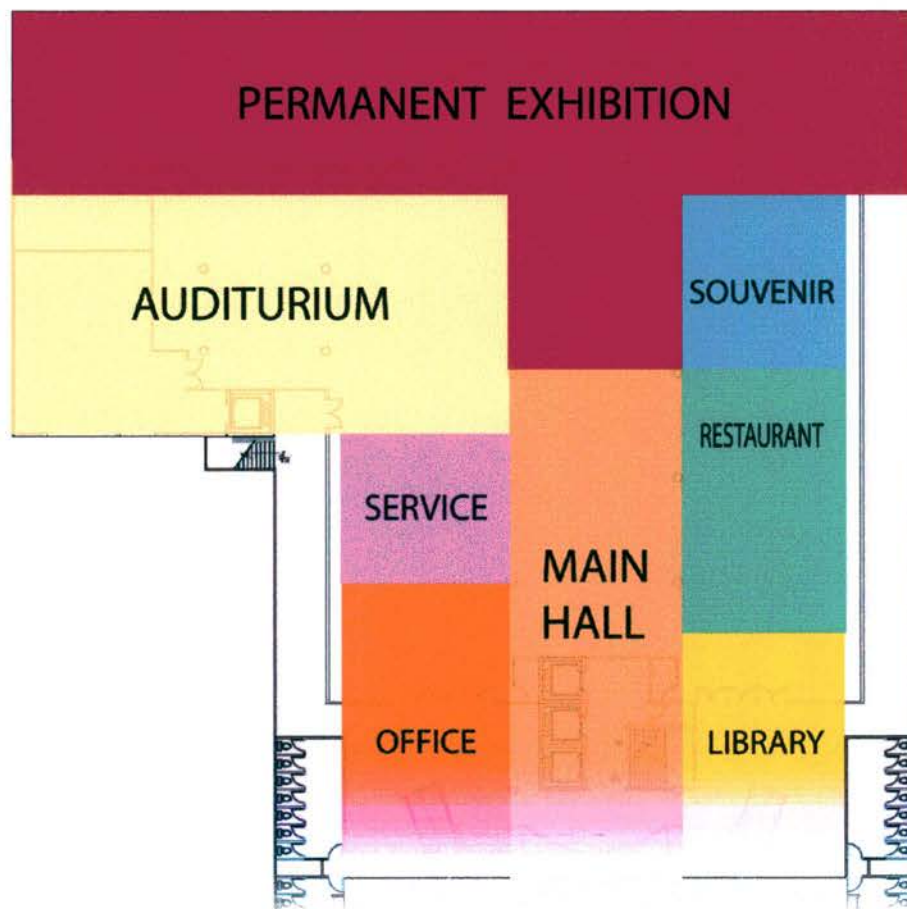 PERMANENT EXHIBITION
AUDITURIUM
SOUVENIR
RESTAURANT
SERVICE
MAIN
HALL
OFFICE
LIBRARY